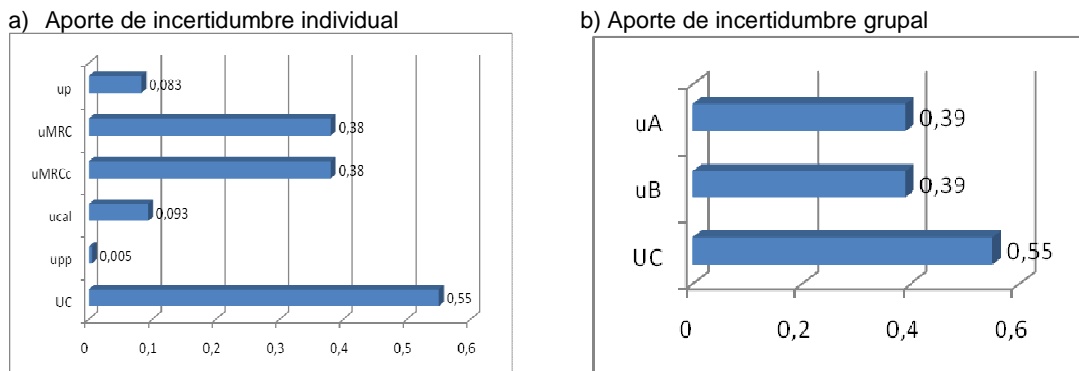 a) Aporte de incertidumbre individual
up
0,083
uMRC
0,38
uMRCc
0,38
ucal
0,093
upp
0,005
UC
0,55
0 0,1 0,2 0,3 0,4 0,5 0,6
b) Aporte de incertidumbre grupal
uA
0,39
uB
0,39
UC
0,55
0 0,2 0,4 0,6